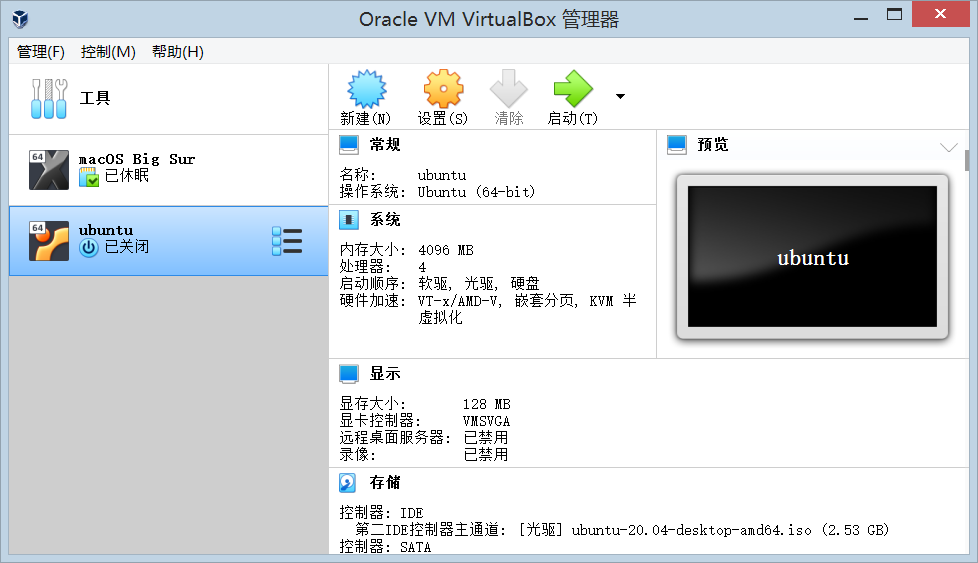 Oracle VM VirtualBox 管理器
管理(F) 控制(M) 帮助(H)
工具
新建(N) 设置(S) 清除 启动(T)
64
macOS Big Sur
已休眠
64
ubuntu
已关闭
常规
名称: ubuntu
操作系统: Ubuntu (64-bit)
预览
ubuntu
系统
内存大小: 4096 MB
处理器: 4
启动顺序: 软驱, 光驱, 硬盘
硬件加速: VT-x/AMD-V, 嵌套分页, KVM 半
虚拟化
显示
显存大小: 128 MB
显卡控制器: VMSVGA
远程桌面服务器: 已禁用
录像: 已禁用
存储
控制器: IDE
第二IDE控制器主通道: [光驱] ubuntu-20.04-desktop-amd64.iso (2.53 GB)
控制器: SATA